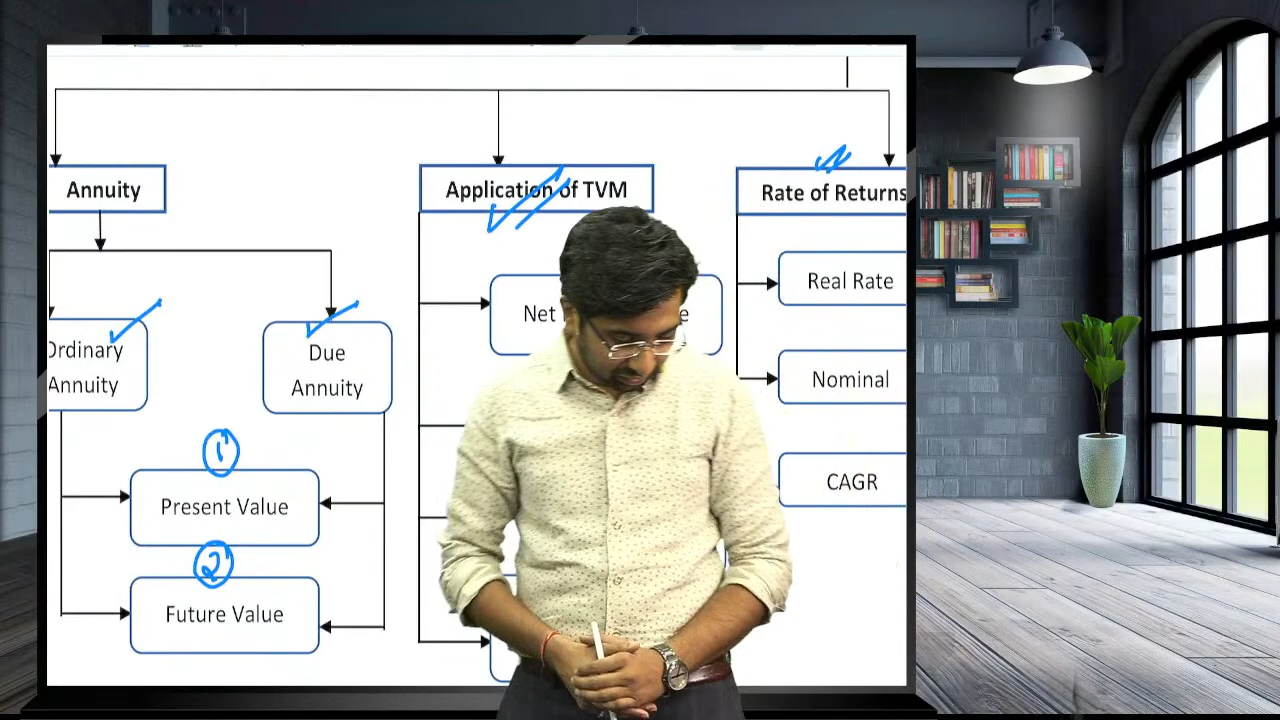 Annuity
Application of TVM
Rate of Returns
Ordinary
Annuity
Due
Annuity
Net
Real Rate
Nominal
CAGR
1
Present Value
2
Future Value